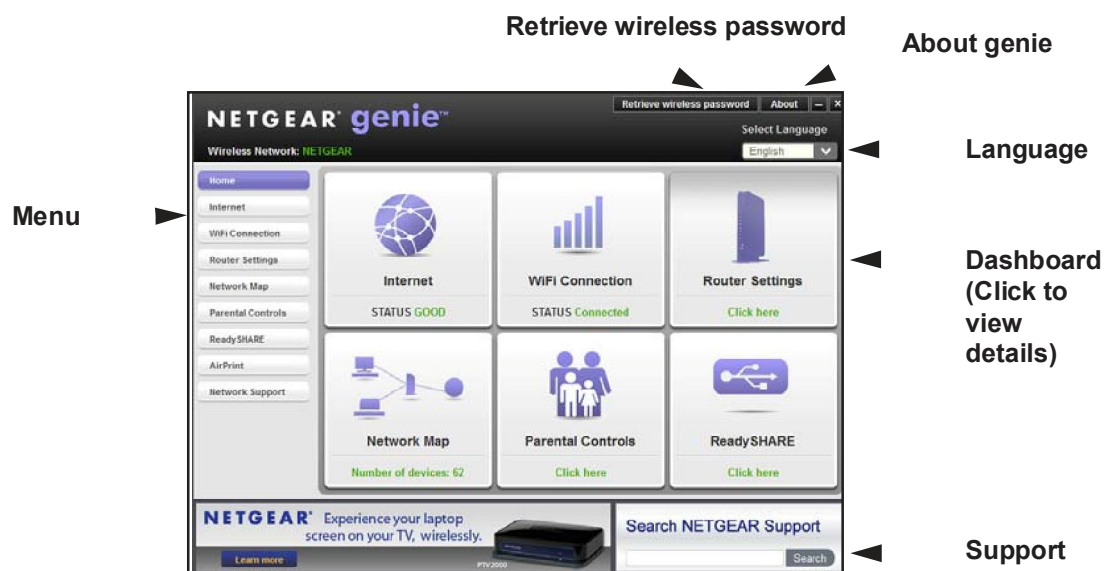 Retrieve wireless password
About genie
Retrieve wireless password About
NETGEAR® genie™
Select Language
Wireless Network: NETGEAR
English
Language
Menu
Home
Internet
WiFi Connection
Router Settings
Network Map
Parental Controls
ReadySHARE
AirPrint
Network Support
Internet
STATUS GOOD
WiFi Connection
STATUS Connected
Router Settings
Click here
Dashboard
(Click to
view
details)
Network Map
Number of devices: 62
Parental Controls
Click here
ReadySHARE
Click here
NETGEAR® Experience your laptop
screen on your TV, wirelessly.
Learn more
PTV2000
Search NETGEAR Support
Search
Support